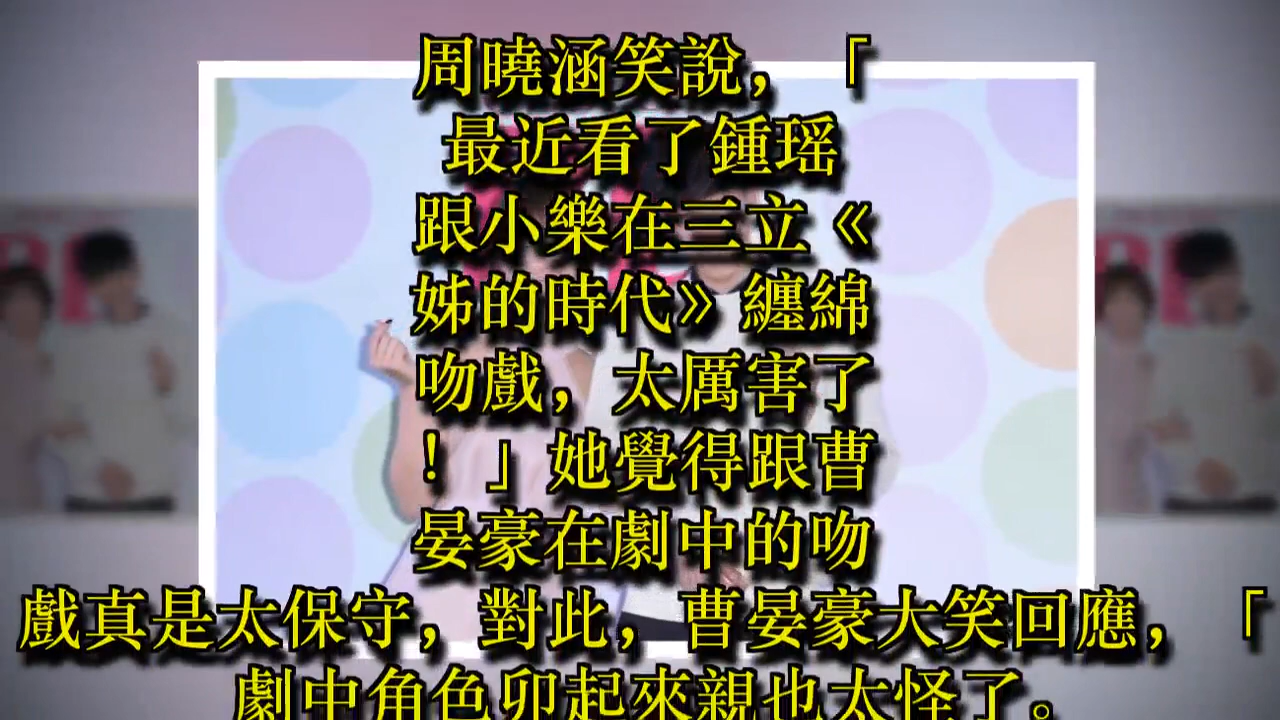 周曉涵笑說，「
最近看了鍾瑶
跟小樂在三立《
姊的時代》纏綿
吻戲，太厲害了
！」她覺得跟曹
晏豪在劇中的吻
戲真是太保守，對此，曹晏豪大笑回應，「
劇中角色卯起來親也太怪了。